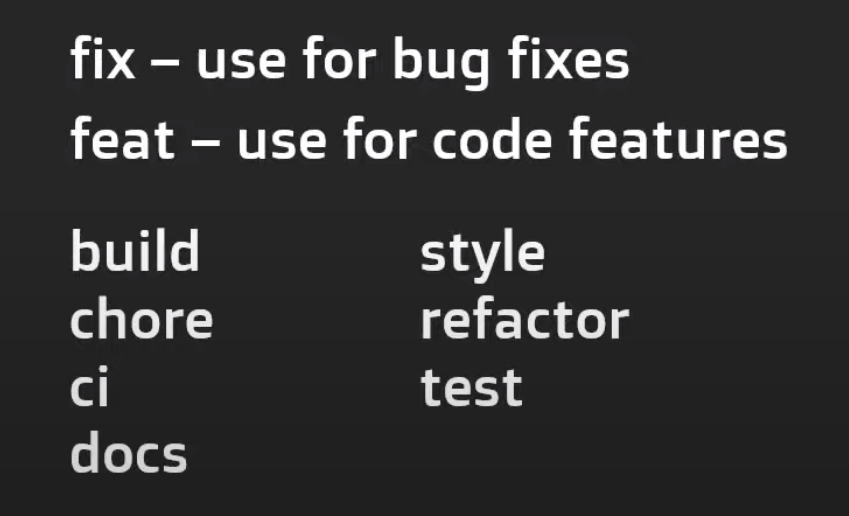 fix – use for bug fixes
feat – use for code features
build
chore
ci
docs
style
refactor
test